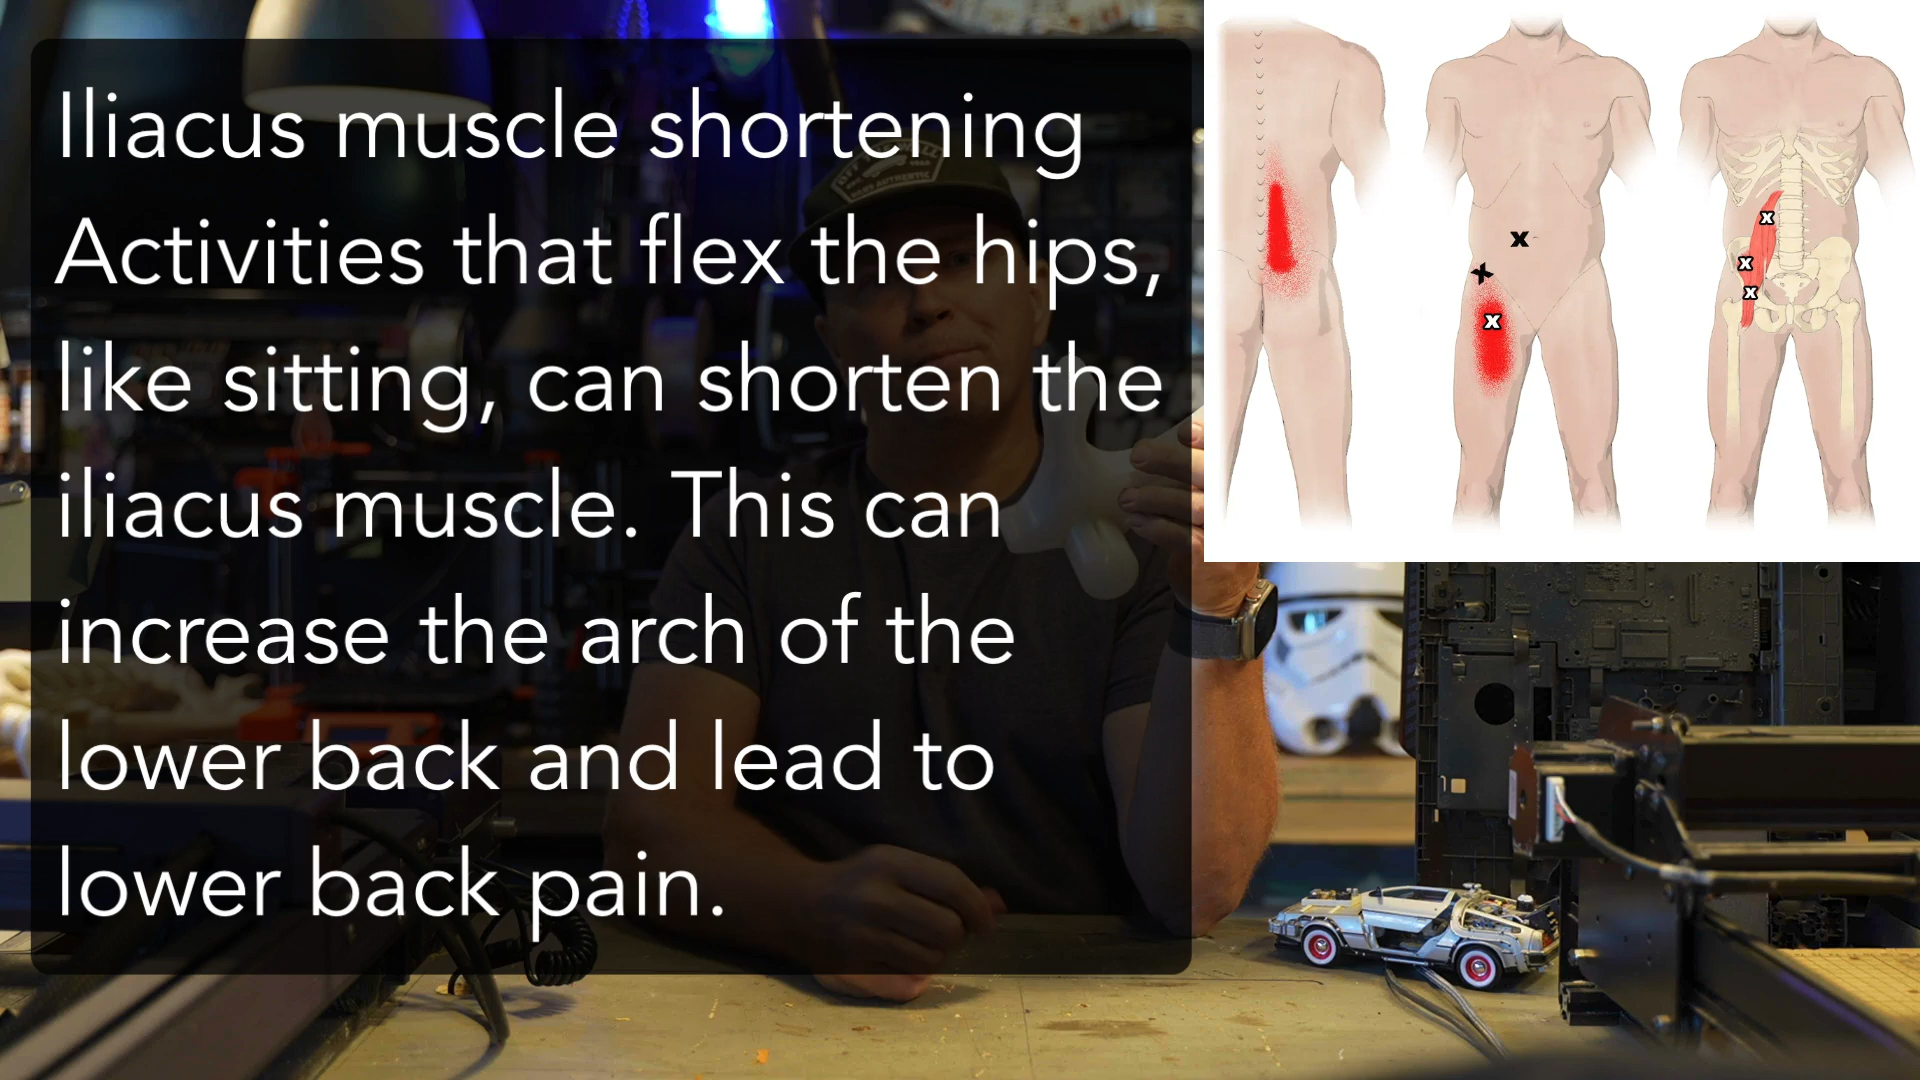 Iliacus muscle shortening
Activities that flex the hips,
like sitting, can shorten the
iliacus muscle. This can
increase the arch of the
lower back and lead to
lower back pain.
X
X
X
X
X
X